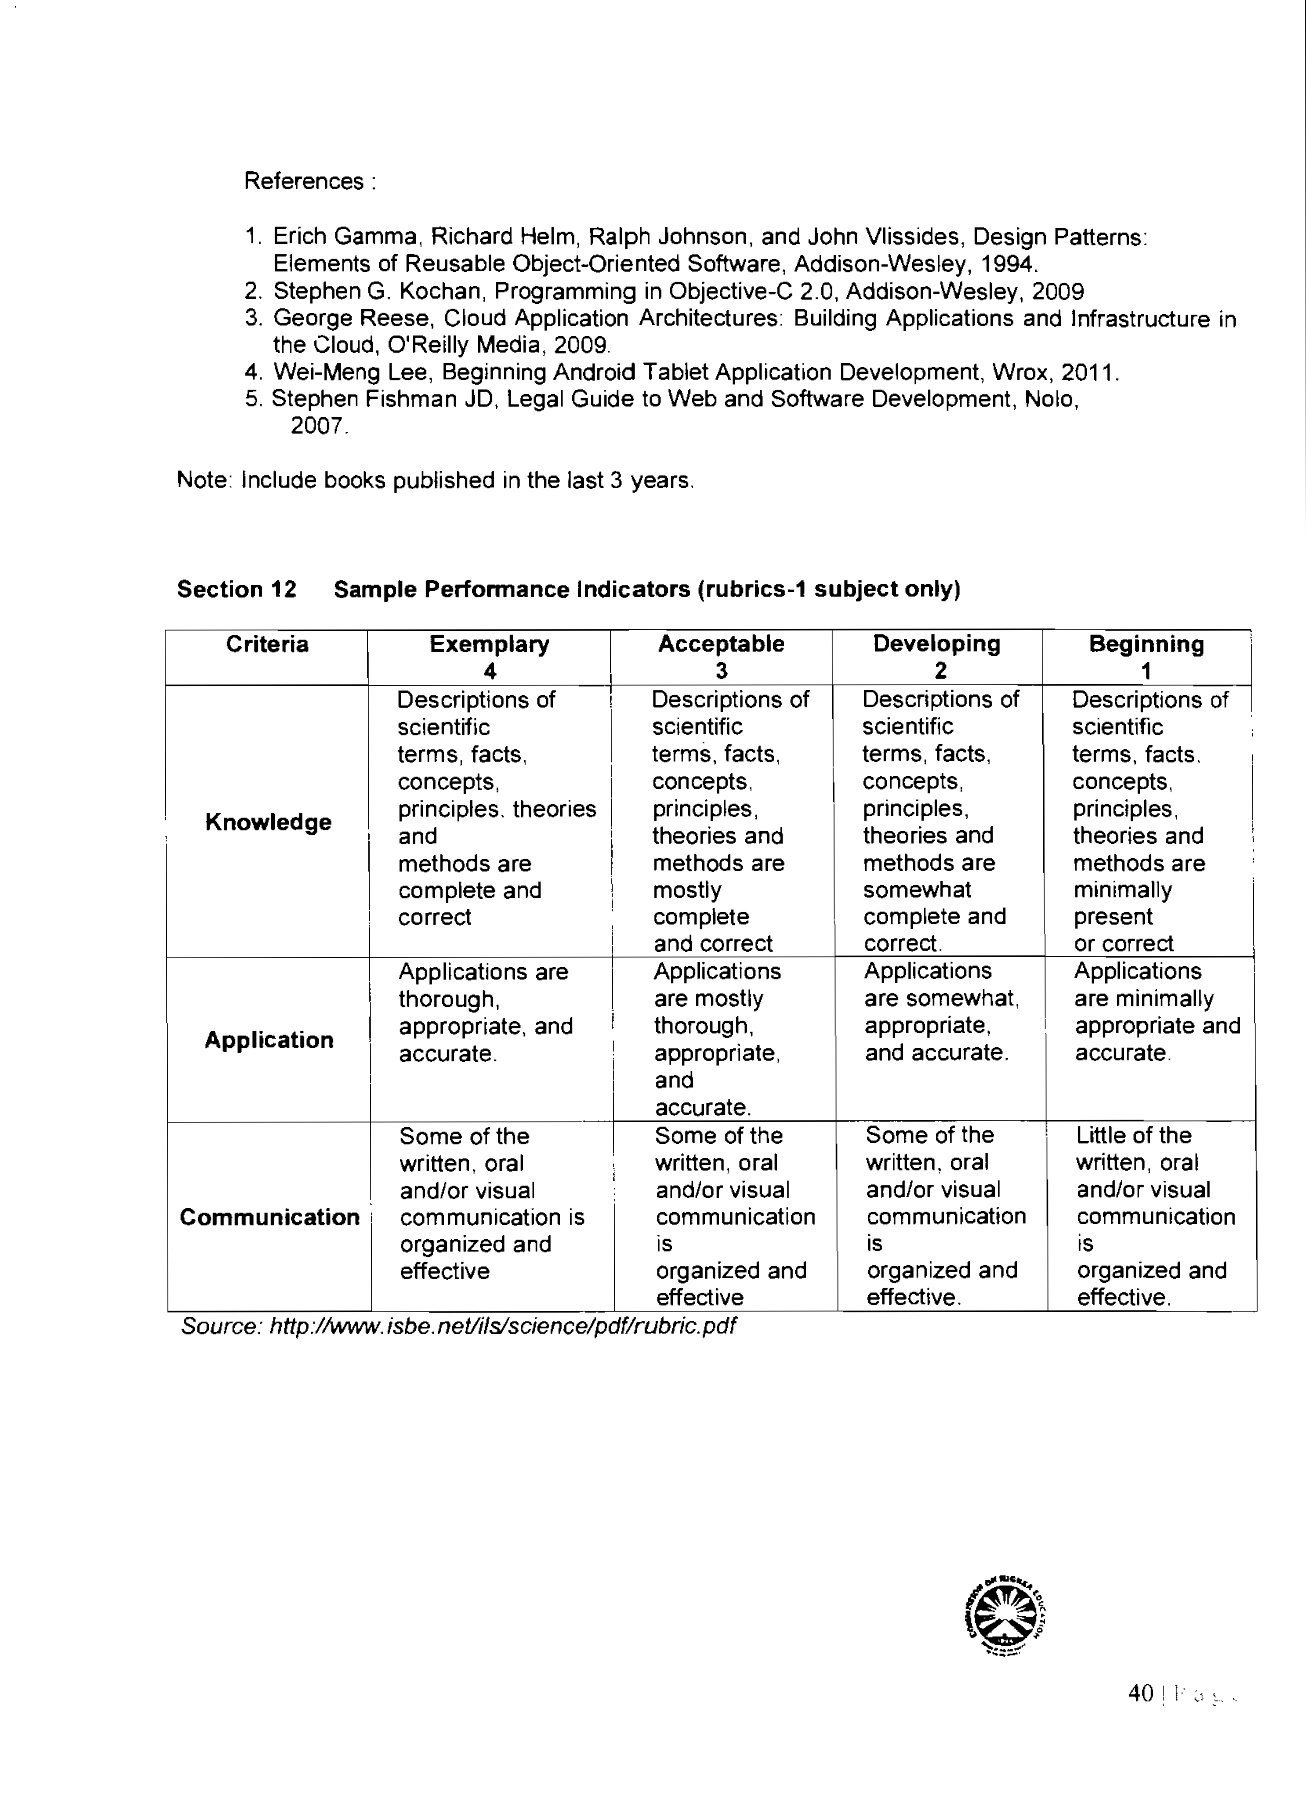 References :
1. Erich Gamma, Richard Helm, Ralph Johnson, and John Vlissides, Design Patterns:
Elements of Reusable Object-Oriented Software, Addison-Wesley, 1994.
2. Stephen G. Kochan, Programming in Objective-C 2.0, Addison-Wesley, 2009
3. George Reese, Cloud Application Architectures: Building Applications and Infrastructure in
the Cloud, O'Reilly Media, 2009.
4. Wei-Meng Lee, Beginning Android Tablet Application Development, Wrox, 2011.
5. Stephen Fishman JD, Legal Guide to Web and Software Development, Nolo,
2007.
Note: Include books published in the last 3 years.
Section 12 Sample Performance Indicators (rubrics-1 subject only)
Criteria
Exemplary
4
Acceptable
3
Developing
2
Beginning
1
Knowledge
Descriptions of
scientific
terms, facts,
concepts,
principles. theories
and
methods are
complete and
correct
Descriptions of
scientific
terms, facts,
concepts,
principles,
theories and
methods are
mostly
complete
and correct
Descriptions of
scientific
terms, facts,
concepts,
principles,
theories and
methods are
somewhat
complete and
correct.
Descriptions of
scientific
terms, facts.
concepts,
principles,
theories and
methods are
minimally
present
or correct
Application
Applications are
thorough,
appropriate, and
accurate.
Applications
are mostly
thorough,
appropriate,
and
accurate.
Applications
are somewhat,
appropriate,
and accurate.
Applications
are minimally
appropriate and
accurate.
Communication
Some of the
written, oral
and/or visual
communication is
organized and
effective
Some of the
written, oral
and/or visual
communication
is
organized and
effective
Some of the
written, oral
and/or visual
communication
is
organized and
effective.
Little of the
written, oral
and/or visual
communication
is
organized and
effective.
Source: http://www.isbe.net/ils/science/pdf/rubric.pdf
COMMISSION ON HIGHER EDUCATION
40 | Page